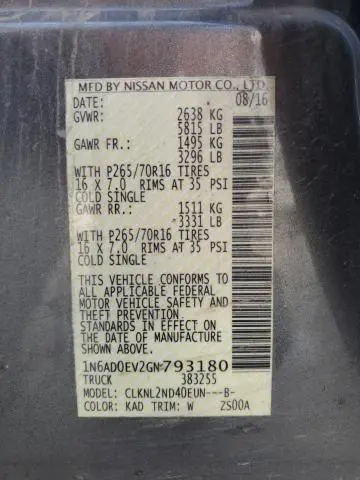 MFD BY NISSAN MOTOR CO., LTD.
DATE: 08/16
GVWR: 2638 KG
5815 LB
GAWR FR.: 1495 KG
3296 LB
WITH P265/70R16 TIRES
16 X 7.0 RIMS AT 35 PSI
COLD SINGLE
GAWR RR.: 1511 KG
3331 LB
WITH P265/70R16 TIRES
16 X 7.0 RIMS AT 35 PSI
COLD SINGLE
THIS VEHICLE CONFORMS TO
ALL APPLICABLE FEDERAL
MOTOR VEHICLE SAFETY AND
THEFT PREVENTION
STANDARDS IN EFFECT ON
THE DATE OF MANUFACTURE
SHOWN ABOVE.
1N6AD0EV2GN793180
TRUCK 383255
MODEL: CLKNL2ND40EUN---B-
COLOR: KAD TRIM: W ZS00A